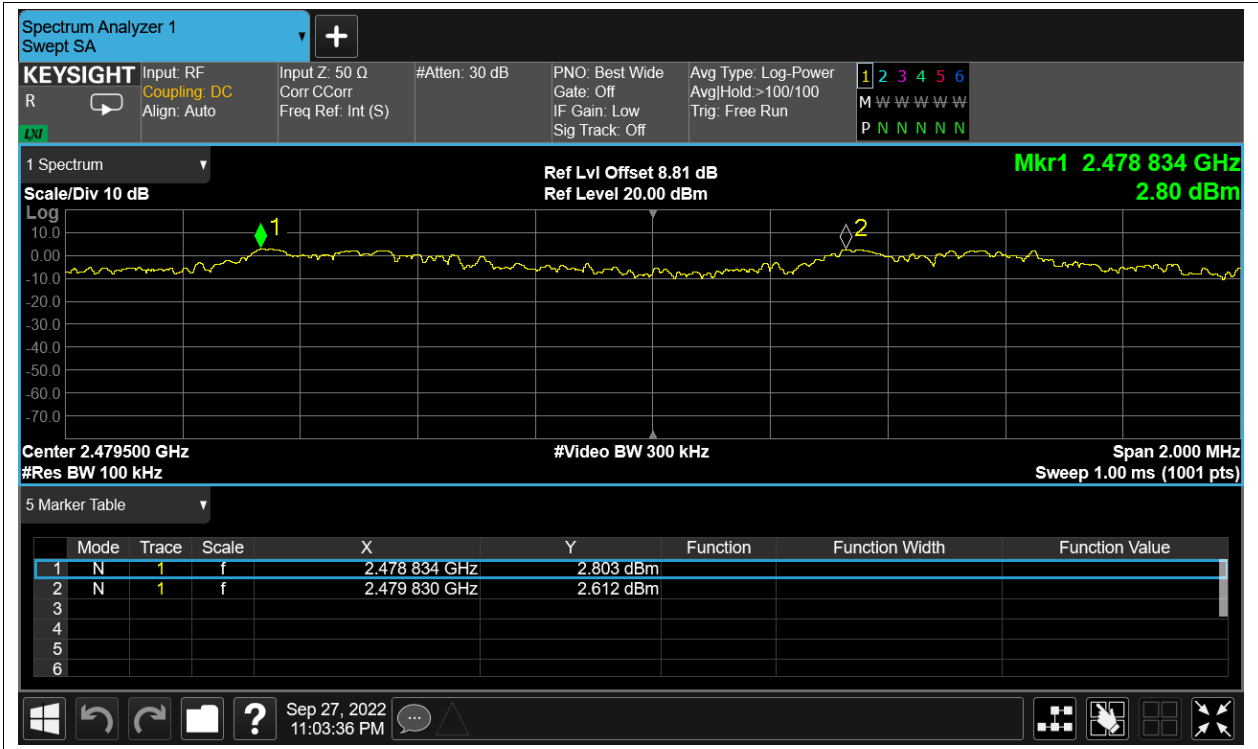 Spectrum Analyzer 1
Swept SA
KEYSIGHT
R
LXI
Input: RF
Coupling: DC
Align: Auto
Input Z: 50 Ω
Corr CCorr
Freq Ref: Int (S)
#Atten: 30 dB
PNO: Best Wide
Gate: Off
IF Gain: Low
Sig Track: Off
Avg Type: Log-Power
Avg|Hold:>100/100
Trig: Free Run
1 2 3 4 5 6
M W W W W W
P N N N N N
1 Spectrum
Scale/Div 10 dB
Ref Lvl Offset 8.81 dB
Ref Level 20.00 dBm
Mkr1 2.478 834 GHz
2.80 dBm
Log
10.0
0.00
-10.0
-20.0
-30.0
-40.0
-50.0
-60.0
-70.0
1
2
Center 2.479500 GHz
#Res BW 100 kHz
#Video BW 300 kHz
Span 2.000 MHz
Sweep 1.00 ms (1001 pts)
5 Marker Table
Mode Trace Scale X Y Function Function Width Function Value
1 N 1 f 2.478 834 GHz 2.803 dBm
2 N 1 f 2.479 830 GHz 2.612 dBm
3
4
5
6
?
Sep 27, 2022
11:03:36 PM